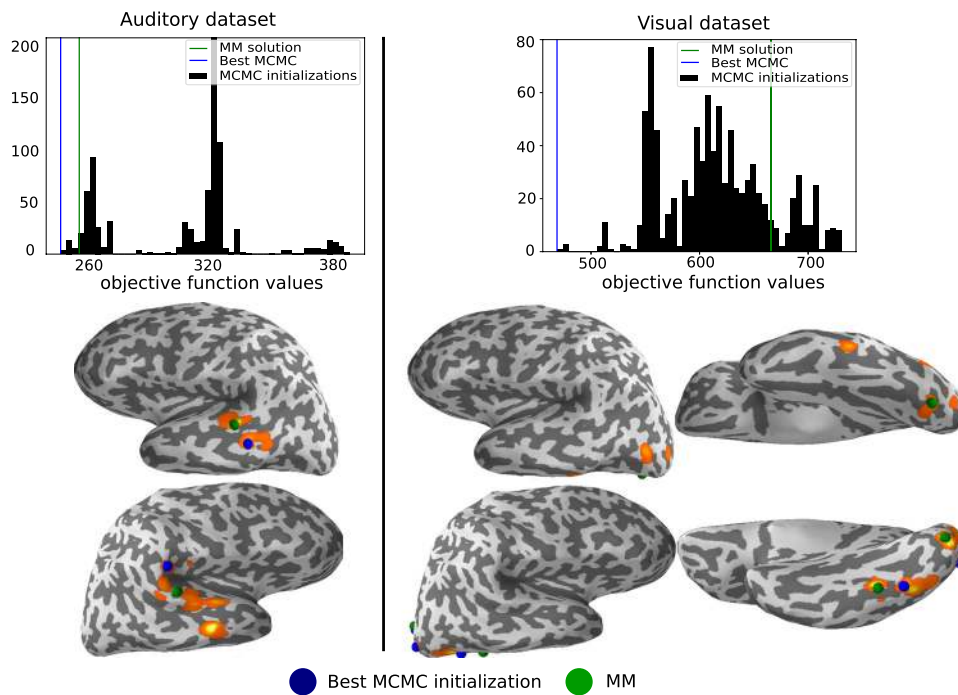 Auditory dataset
MM solution
Best MCMC
MCMC initializations
200
150
100
50
0
260
320
380
objective function values
Visual dataset
MM solution
Best MCMC
MCMC initializations
80
60
40
20
0
500
600
700
objective function values
Best MCMC initialization
MM